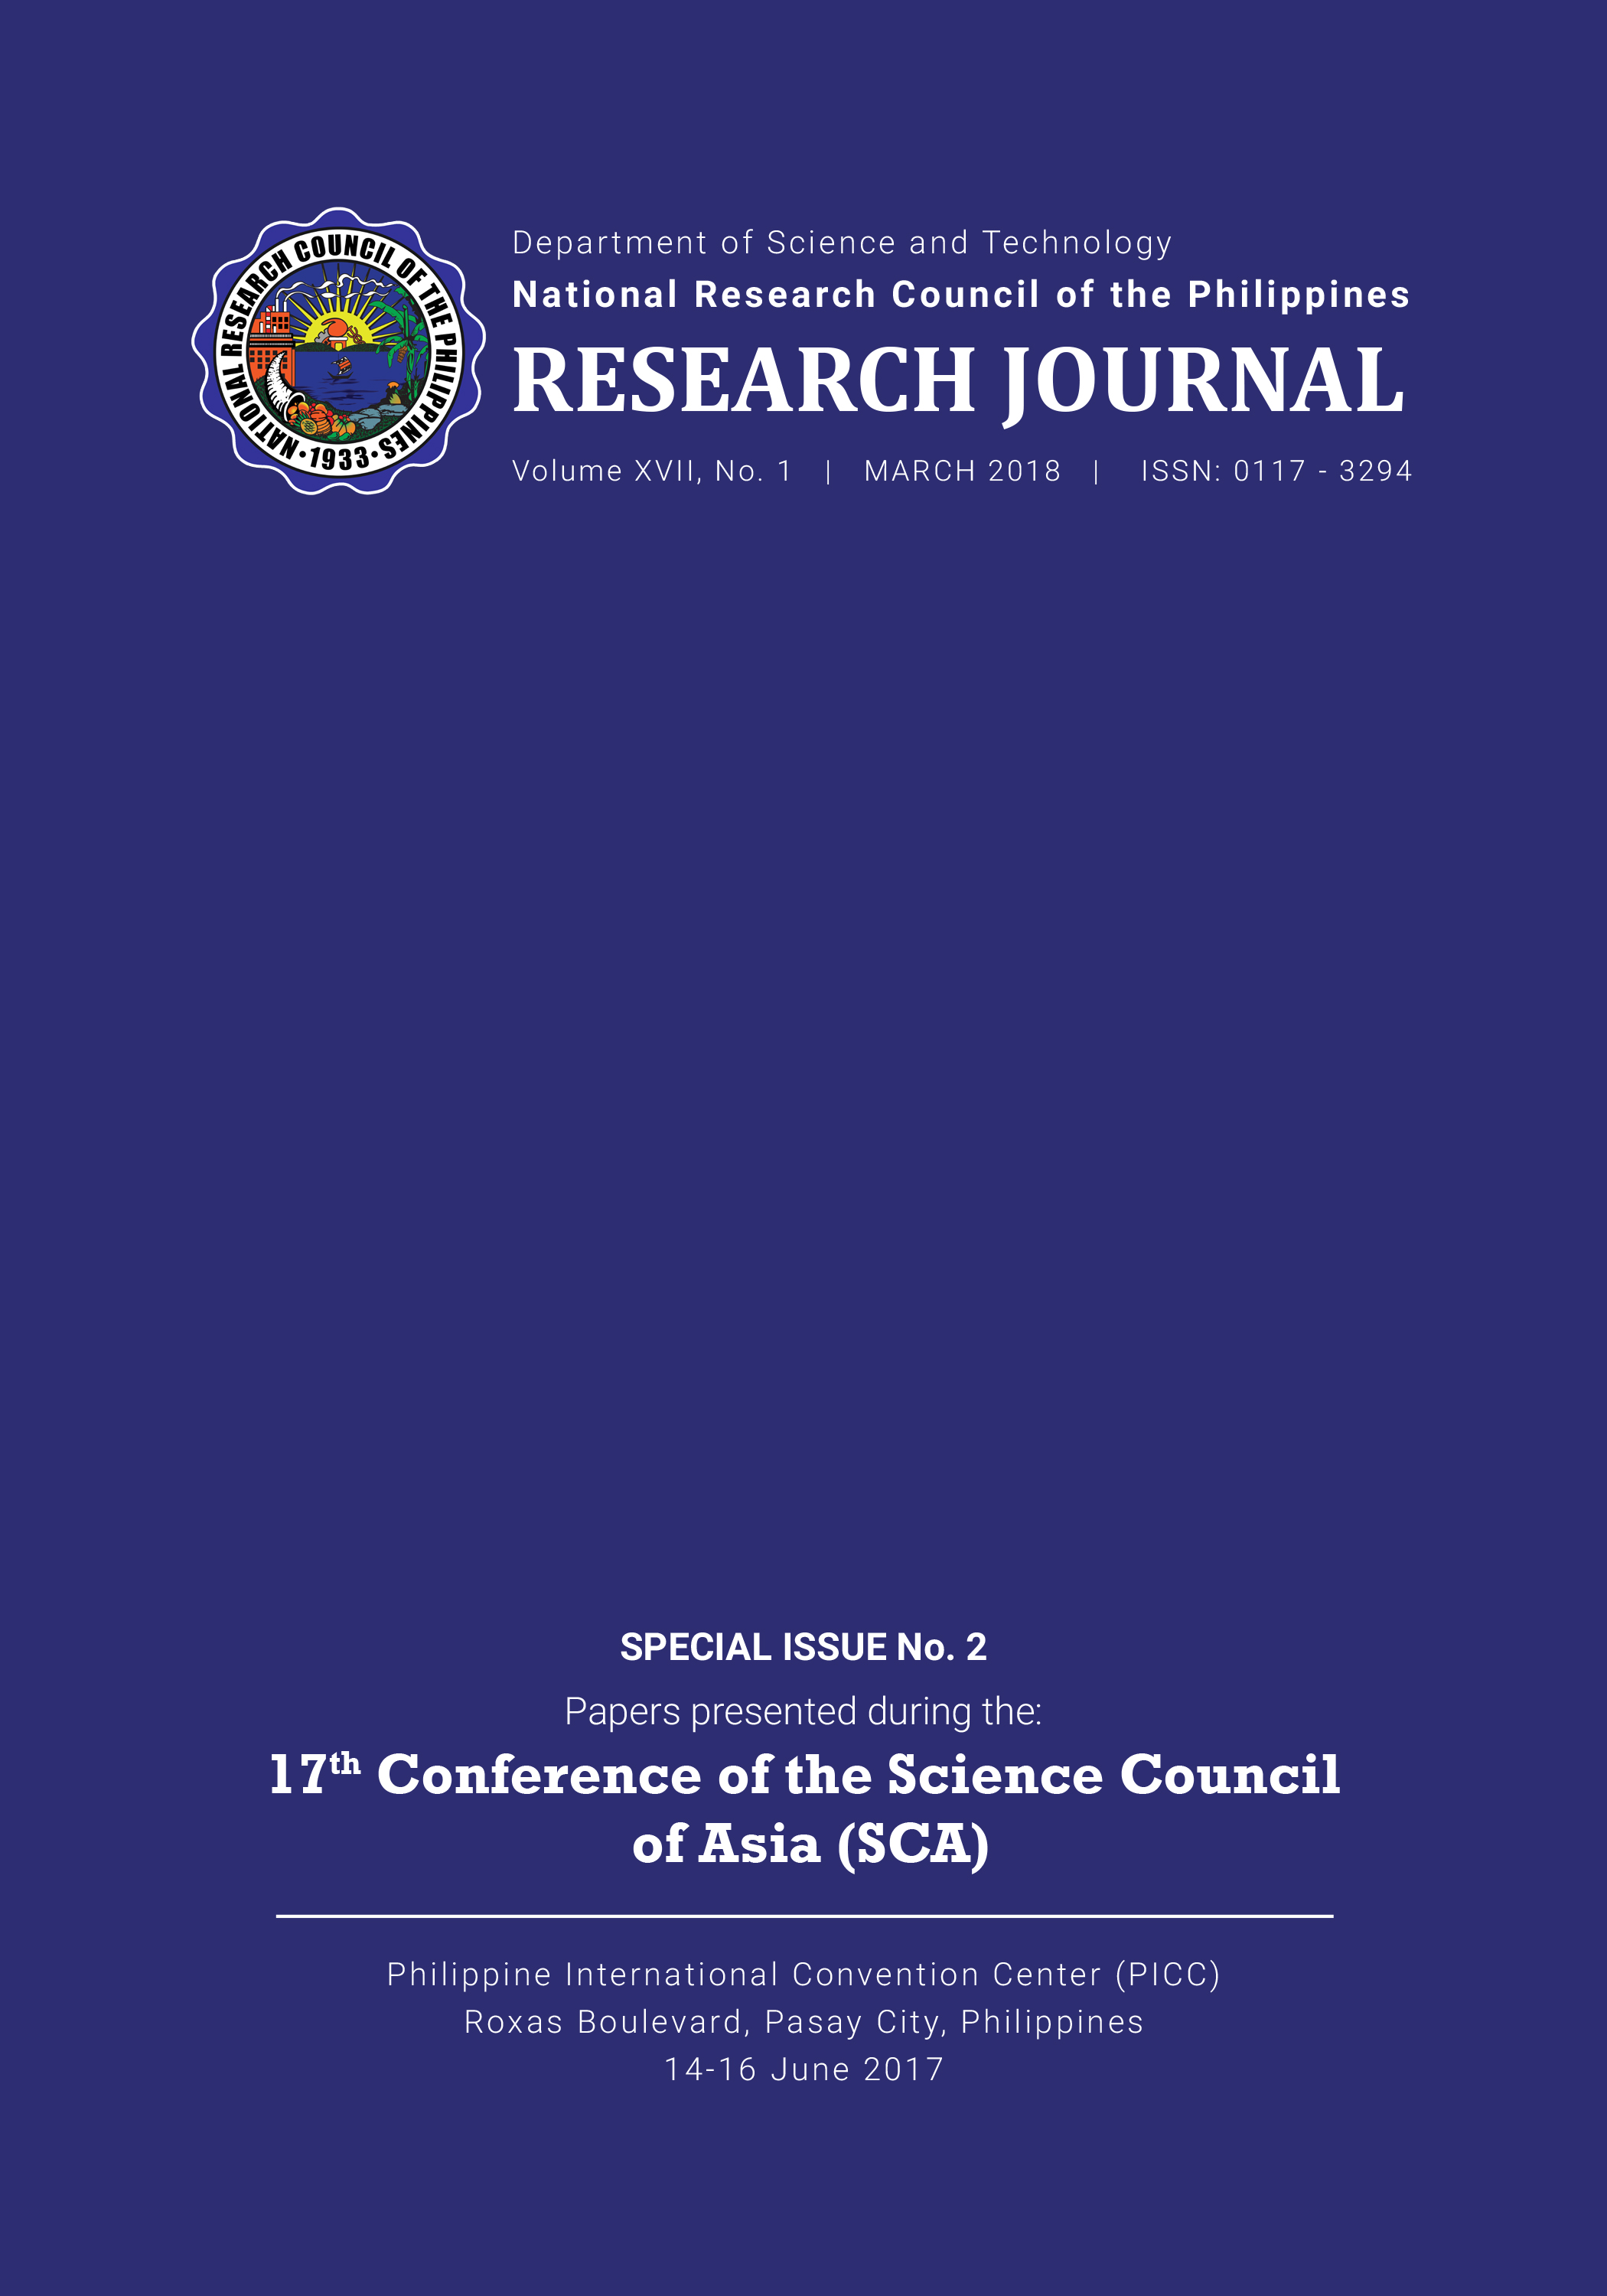 NATIONAL RESEARCH COUNCIL OF THE PHILIPPINES
• 1933 •
Department of Science and Technology
National Research Council of the Philippines
RESEARCH JOURNAL
Volume XVII, No. 1 | MARCH 2018 | ISSN: 0117 - 3294
SPECIAL ISSUE No. 2
Papers presented during the:
17th Conference of the Science Council
of Asia (SCA)
Philippine International Convention Center (PICC)
Roxas Boulevard, Pasay City, Philippines
14-16 June 2017